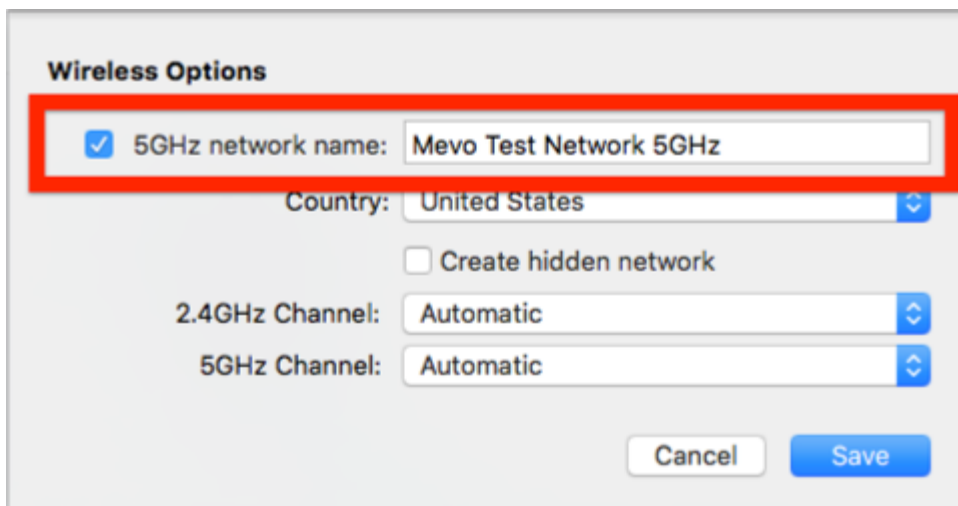 Wireless Options
5GHz network name: Mevo Test Network 5GHz
Country: United States
Create hidden network
2.4GHz Channel: Automatic
5GHz Channel: Automatic
Cancel Save